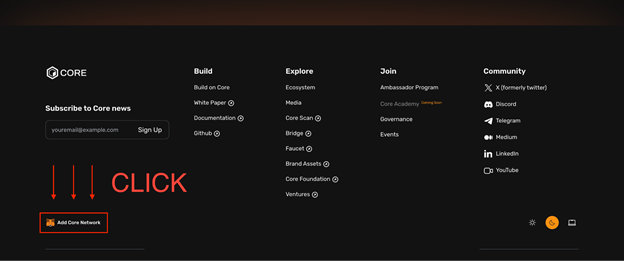 CORE
Subscribe to Core news
youremail@example.com Sign Up
Build
Build on Core
White Paper
Documentation
Github
Explore
Ecosystem
Media
Core Scan
Bridge
Faucet
Brand Assets
Core Foundation
Ventures
Join
Ambassador Program
Core Academy Coming Soon
Governance
Events
Community
X (formerly twitter)
Discord
Telegram
Medium
LinkedIn
YouTube
CLICK
Add Core Network